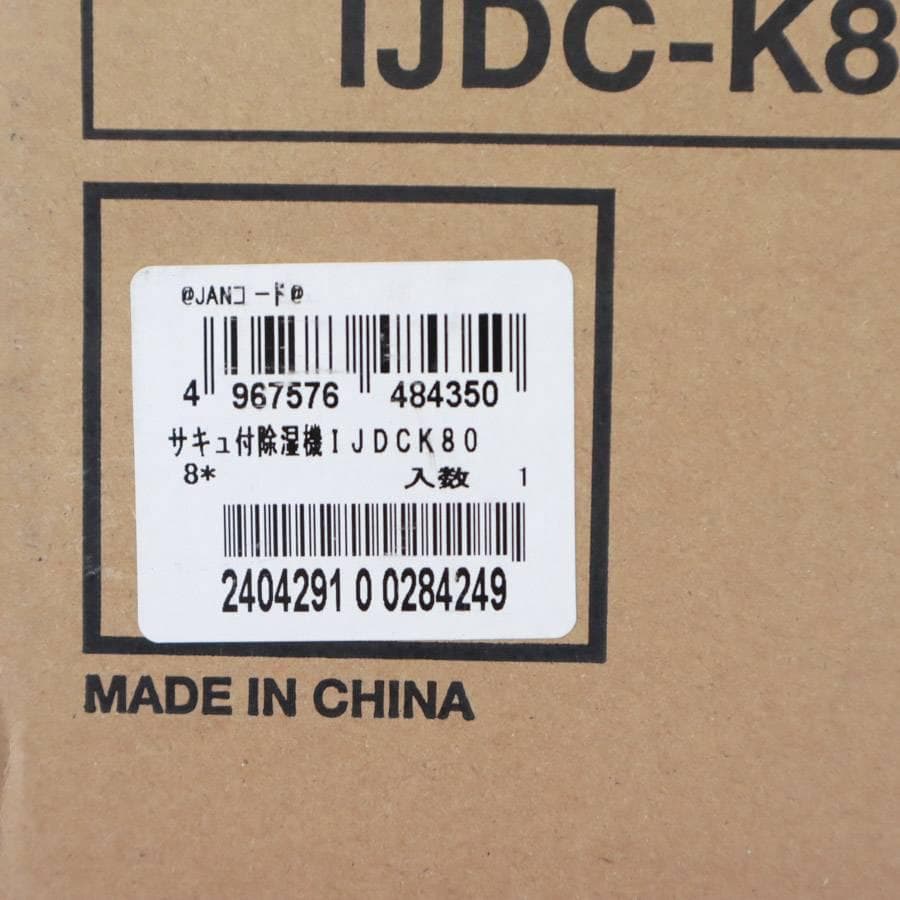 IJDC-K8
@JANコード@
4 967576 484350
サキュ付除湿機IJDCK80
8* 入数 1
2404291 0 0284249
MADE IN CHINA